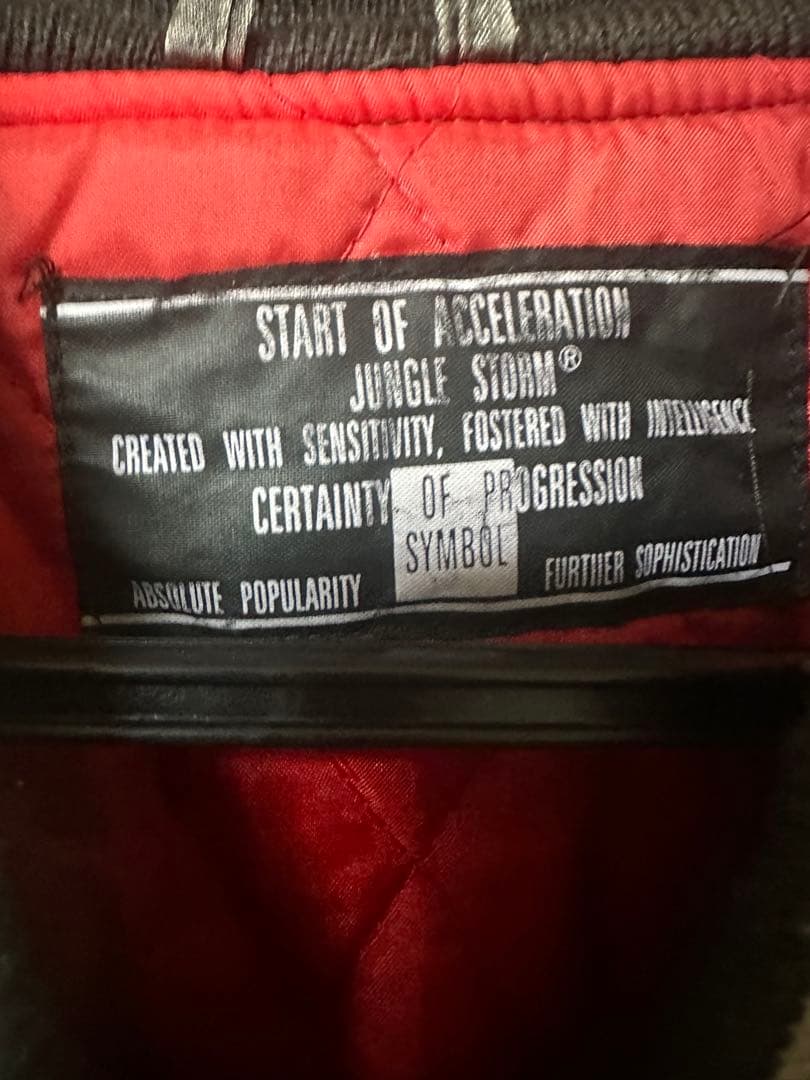 START OF ACCELERATION
JUNGLE STORM®
CREATED WITH SENSITIVITY, FOSTERED WITH INTELLIGENCE
CERTAINTY OF PROGRESSION
SYMBOL
ABSOLUTE POPULARITY FURTHER SOPHISTICATION